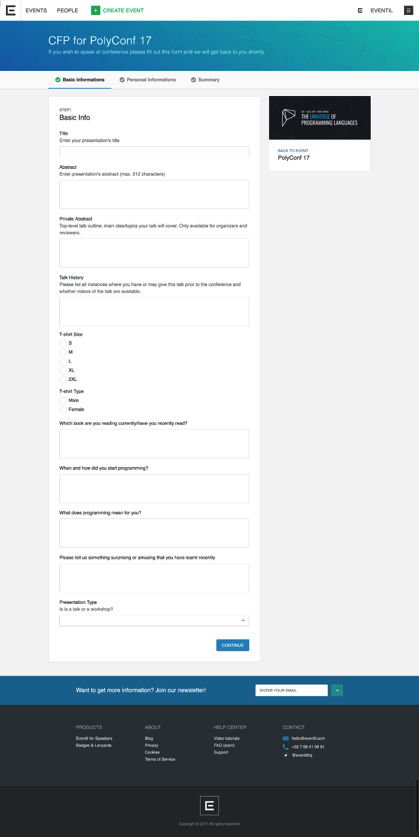 EVENTS PEOPLE + CREATE EVENT EVENTIL
CFP for PolyConf 17
If you wish to speak at conference please fill out this form and we will get back to you shortly.
Basic Informations Personal Informations Summary
STEP1
Basic Info
Title
Enter your presentation's title
Abstract
Enter presentation's abstract (max. 512 characters)
Private Abstract
Top-level talk outline; main idea/topics your talk will cover. Only available for organizers and
reviewers.
Talk History
Please list all instances where you have or may give this talk prior to the conference and
whether videos of the talk are available.
T-shirt Size
S
M
L
XL
2XL
T-shirt Type
Male
Female
Which book are you reading currently/have you recently read?
When and how did you start programming?
What does programming mean for you?
Please tell us something surprising or amusing that you have learnt recently
Presentation Type
Is is a talk or a workshop?
CONTINUE
THE UNIVERSE OF
PROGRAMMING LANGUAGES
BACK TO EVENT
PolyConf 17
Want to get more information? Join our newsletter!
ENTER YOUR EMAIL
PRODUCTS
Eventil for Speakers
Badges & Lanyards
ABOUT
Blog
Privacy
Cookies
Terms of Service
HELP CENTER
Video tutorials
FAQ (soon)
Support
CONTACT
hello@eventil.com
+33 7 68 41 06 91
@eventilhq
Copyright © 2017. All rights reserved.